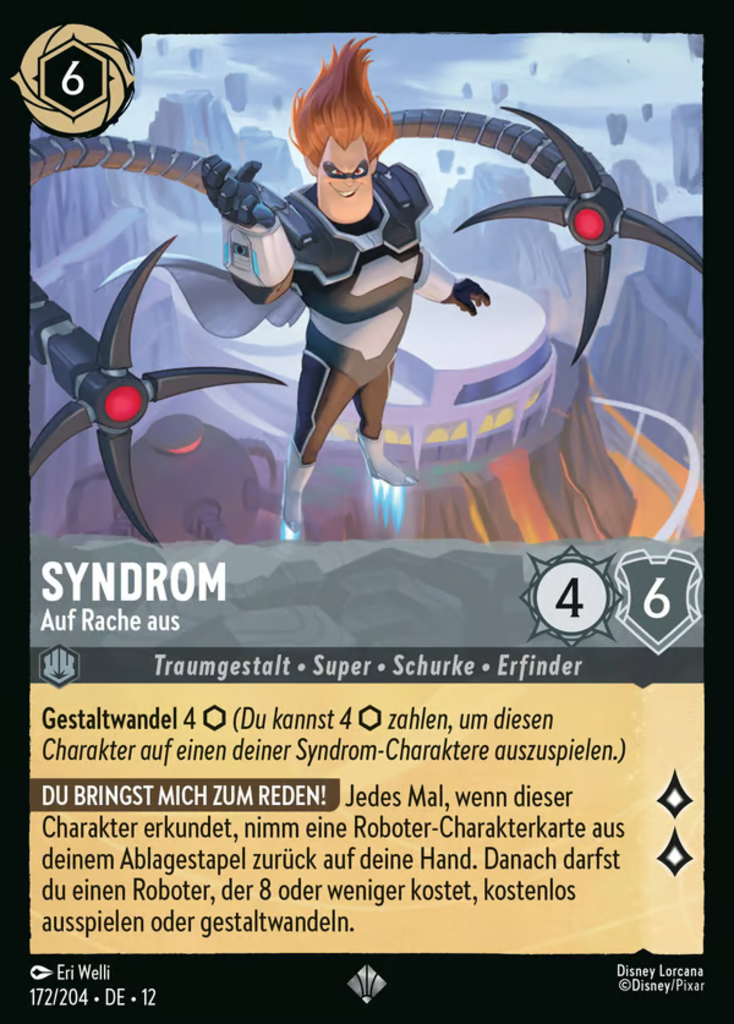 6
SYNDROM
Auf Rache aus
4
6
Traumgestalt • Super • Schurke • Erfinder
Gestaltwandel 4 ⬡ (Du kannst 4 ⬡ zahlen, um diesen
Charakter auf einen deiner Syndrom-Charaktere auszuspielen.)
DU BRINGST MICH ZUM REDEN! Jedes Mal, wenn dieser
Charakter erkundet, nimm eine Roboter-Charakterkarte aus
deinem Ablagestapel zurück auf deine Hand. Danach darfst
du einen Roboter, der 8 oder weniger kostet, kostenlos
ausspielen oder gestaltwandeln.
Eri Welli
172/204 • DE • 12
Disney Lorcana
©Disney/Pixar